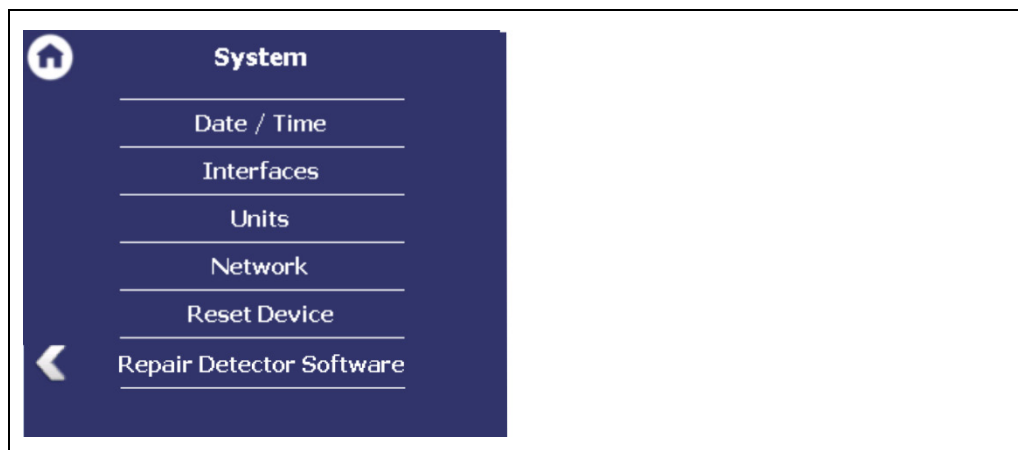 System
Date / Time
Interfaces
Units
Network
Reset Device
Repair Detector Software